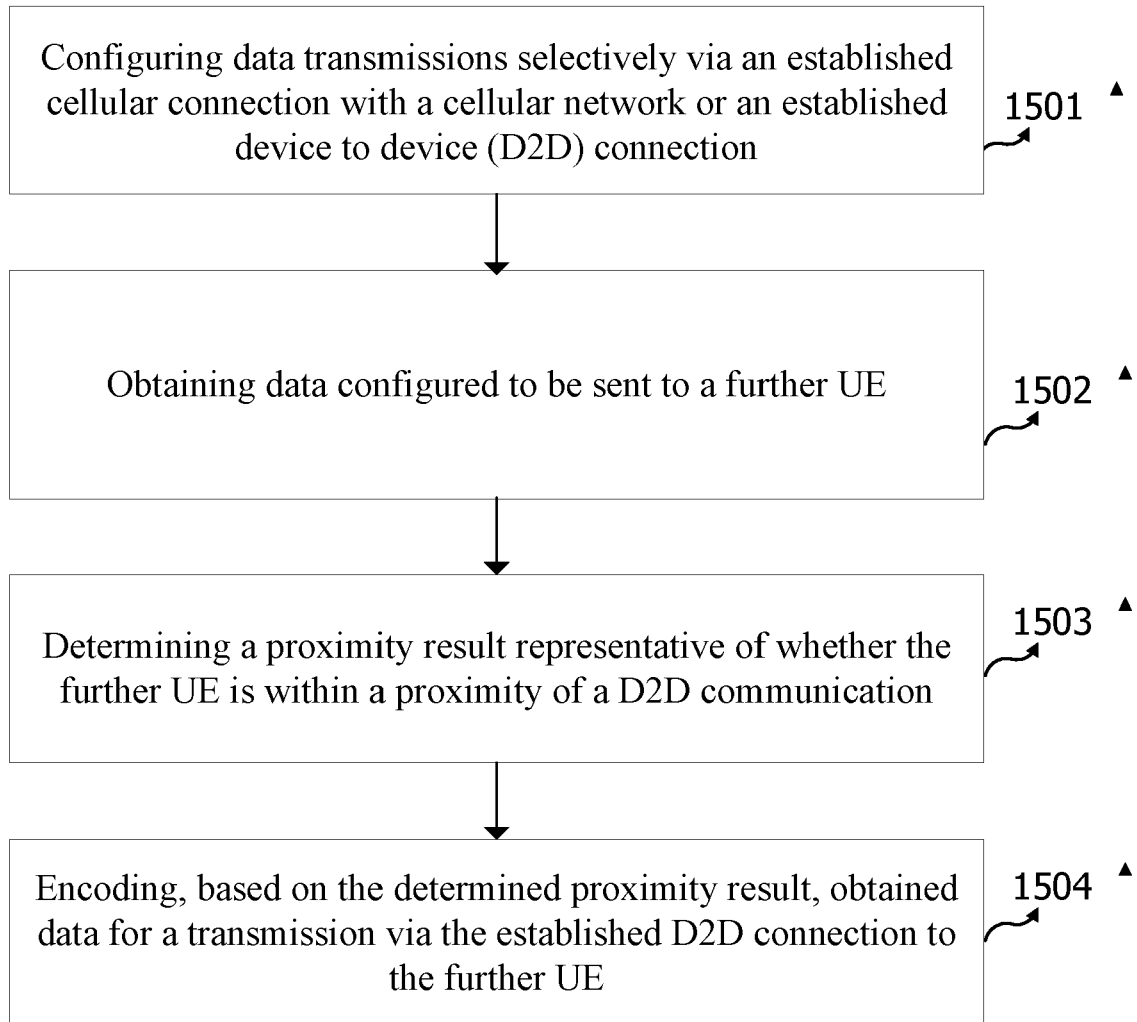 Configuring data transmissions selectively via an established
cellular connection with a cellular network or an established
device to device (D2D) connection
1501
Obtaining data configured to be sent to a further UE
1502
Determining a proximity result representative of whether the
further UE is within a proximity of a D2D communication
1503
Encoding, based on the determined proximity result, obtained
data for a transmission via the established D2D connection to
the further UE
1504